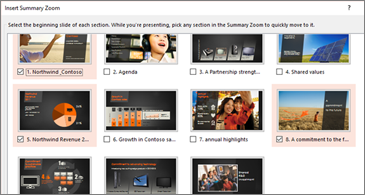 Insert Summary Zoom
?
Select the beginning slide of each section. While you're presenting, pick any section in the Summary Zoom to quickly move to it.
1. Northwind_Contoso
2. Agenda
3. A Partnership strengt...
4. Shared values
5. Northwind Revenue 2...
6. Growth in Contoso sa...
7. annual highlights
8. A commitment to the f...